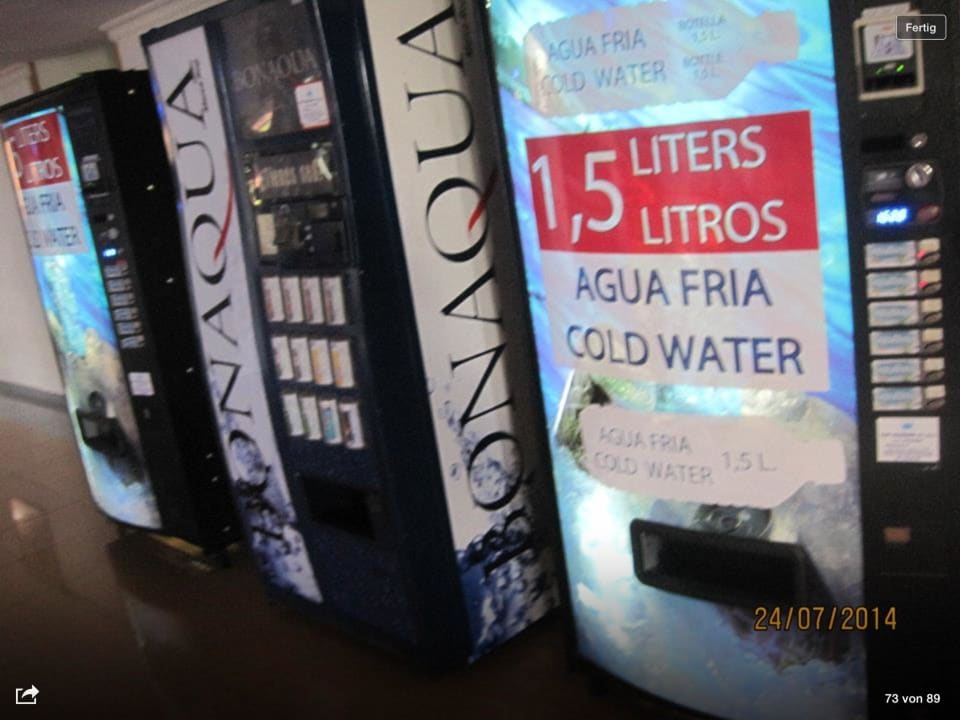 Fertig
LITERS
LITROS
AGUA FRIA
COLD WATER
BONAQUA
BONAQUA
BONAQUA
AGUA FRIA
COLD WATER
BOTELLA
1,5 L.
1,5 LITERS
LITROS
AGUA FRIA
COLD WATER
AGUA FRIA
COLD WATER 1,5 L.
24/07/2014
73 von 89